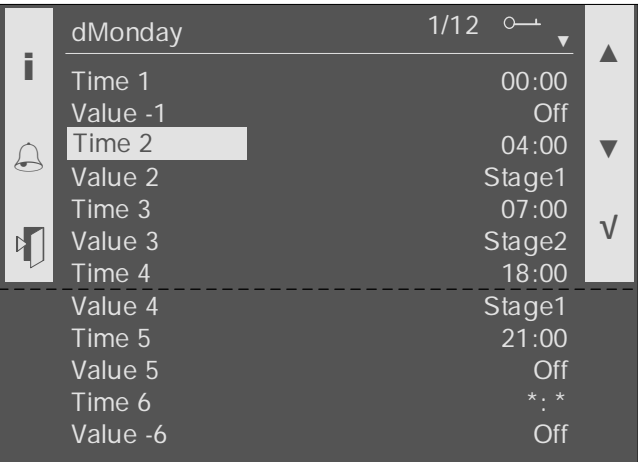 dMonday 1/12
Time 1 00:00
Value -1 Off
Time 2 04:00
Value 2 Stage1
Time 3 07:00
Value 3 Stage2
Time 4 18:00
Value 4 Stage1
Time 5 21:00
Value 5 Off
Time 6 *: *
Value -6 Off